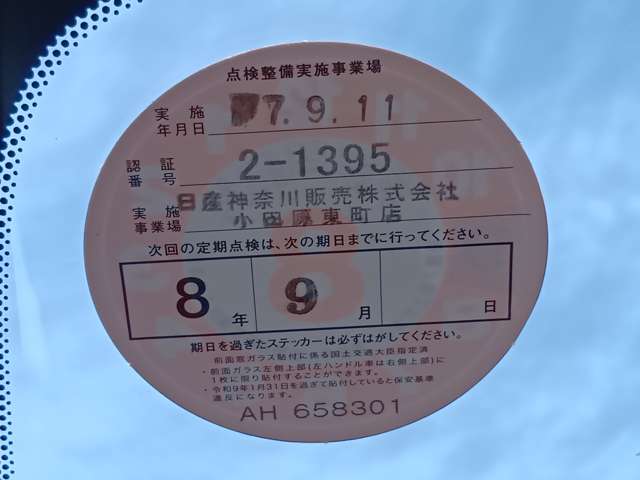 点検整備実施事業場
実施
年月日
7.9.11
認証
番号
2-1395
実施
事業場
日産神奈川販売株式会社
小田原東町店
次回の定期点検は、次の期日までに行ってください。
8年 9月 日
期日を過ぎたステッカーは必ずはがしてください。
前面窓ガラス貼付に係る国土交通大臣指定済
・前面ガラス左側上部(左ハンドル車は右側上部)に
1枚に限り貼付することができます。
・令和9年1月31日を過ぎて貼付していると保安基準
違反になります。
AH 658301